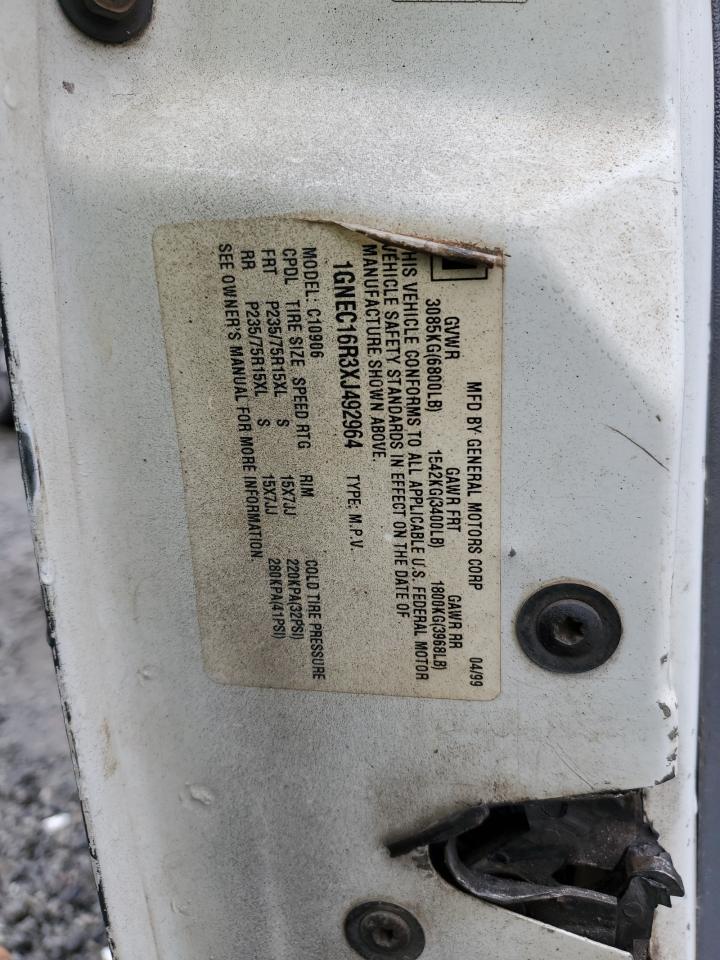 MFD BY GENERAL MOTORS CORP 04/99
GVWR GAWR FRT GAWR RR
3085KG(6800LB) 1542KG(3400LB) 1800KG(3968LB)
THIS VEHICLE CONFORMS TO ALL APPLICABLE U.S. FEDERAL MOTOR
VEHICLE SAFETY STANDARDS IN EFFECT ON THE DATE OF
MANUFACTURE SHOWN ABOVE.
1GNEC16R3XJ492964 TYPE: M.P.V.
MODEL: C10906
CPDL TIRE SIZE SPEED RTG RIM COLD TIRE PRESSURE
FRT P235/75R15XL S 15X7JJ 220KPA(32PSI)
RR P235/75R15XL S 15X7JJ 280KPA(41PSI)
SEE OWNER'S MANUAL FOR MORE INFORMATION.